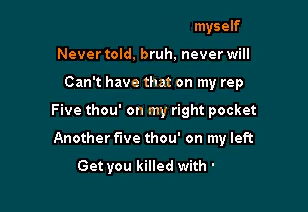 myself
Never told, bruh, never will
Can't have that on my rep
Five thou' on my right pocket
Another five thou' on my left
Get you killed with '